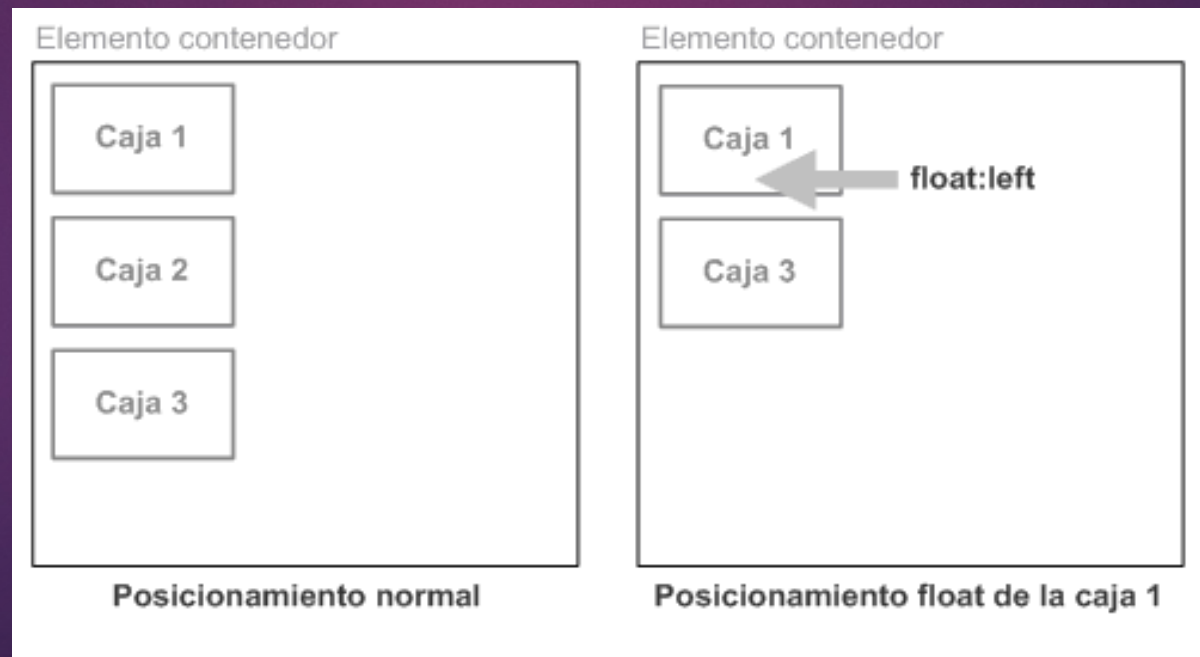 Elemento contenedor
Caja 1
Caja 2
Caja 3
Posicionamiento normal
Elemento contenedor
Caja 1
float:left
Caja 3
Posicionamiento float de la caja 1